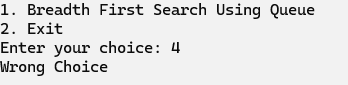 1. Breadth First Search Using Queue
2. Exit
Enter your choice: 4
Wrong Choice